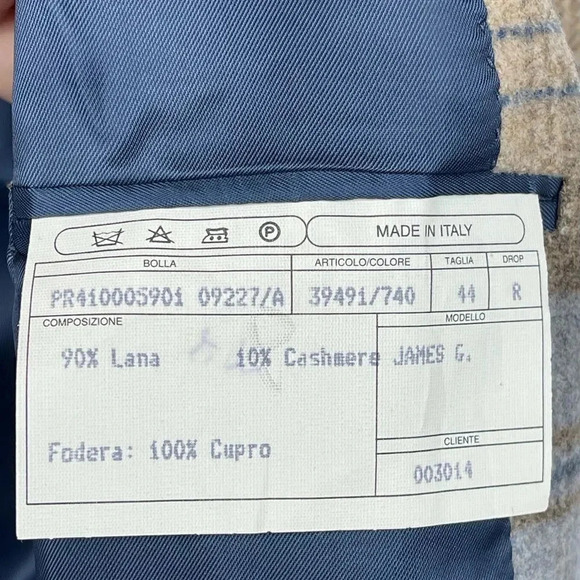 P MADE IN ITALY
BOLLA ARTICOLO/COLORE TAGLIA DROP
PR410005901 09227/A 39491/740 44 R
COMPOSIZIONE MODELLO
90% Lana 10% Cashmere JAMES G.
Fodera: 100% Cupro
CLIENTE
003014